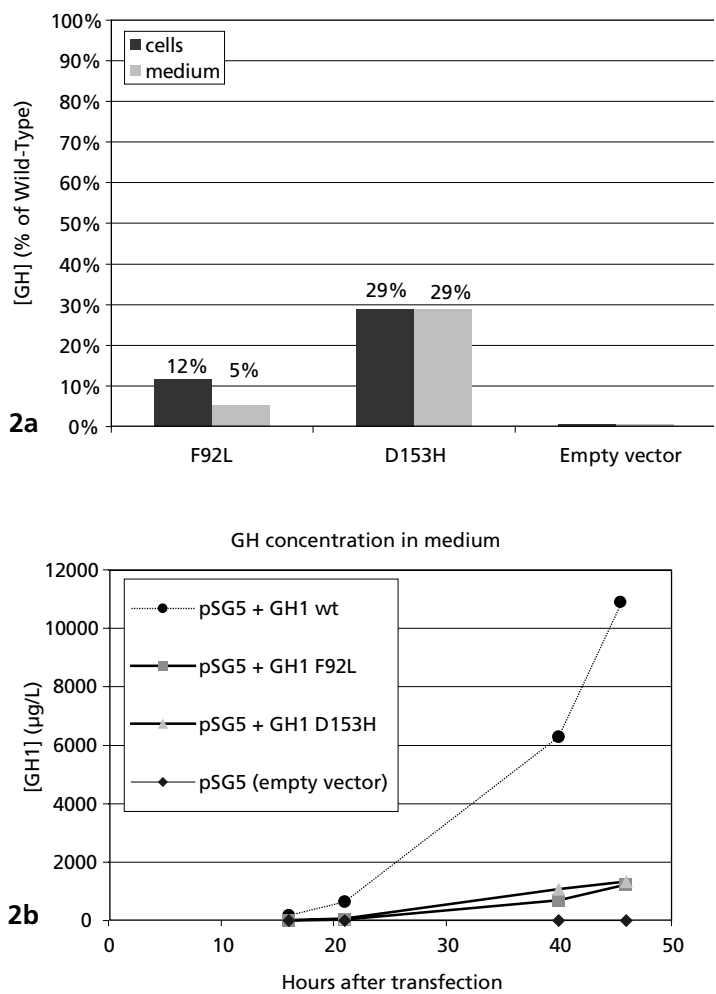 100%
90%
80%
70%
60%
50%
40%
30%
20%
10%
0%
[GH] (% of Wild-Type)
cells
medium
12%
5%
29%
29%
F92L
D153H
Empty vector
2a
GH concentration in medium
12000
10000
8000
6000
4000
2000
0
[GH1] (µg/L)
pSG5 + GH1 wt
pSG5 + GH1 F92L
pSG5 + GH1 D153H
pSG5 (empty vector)
2b
0
10
20
30
40
50
Hours after transfection